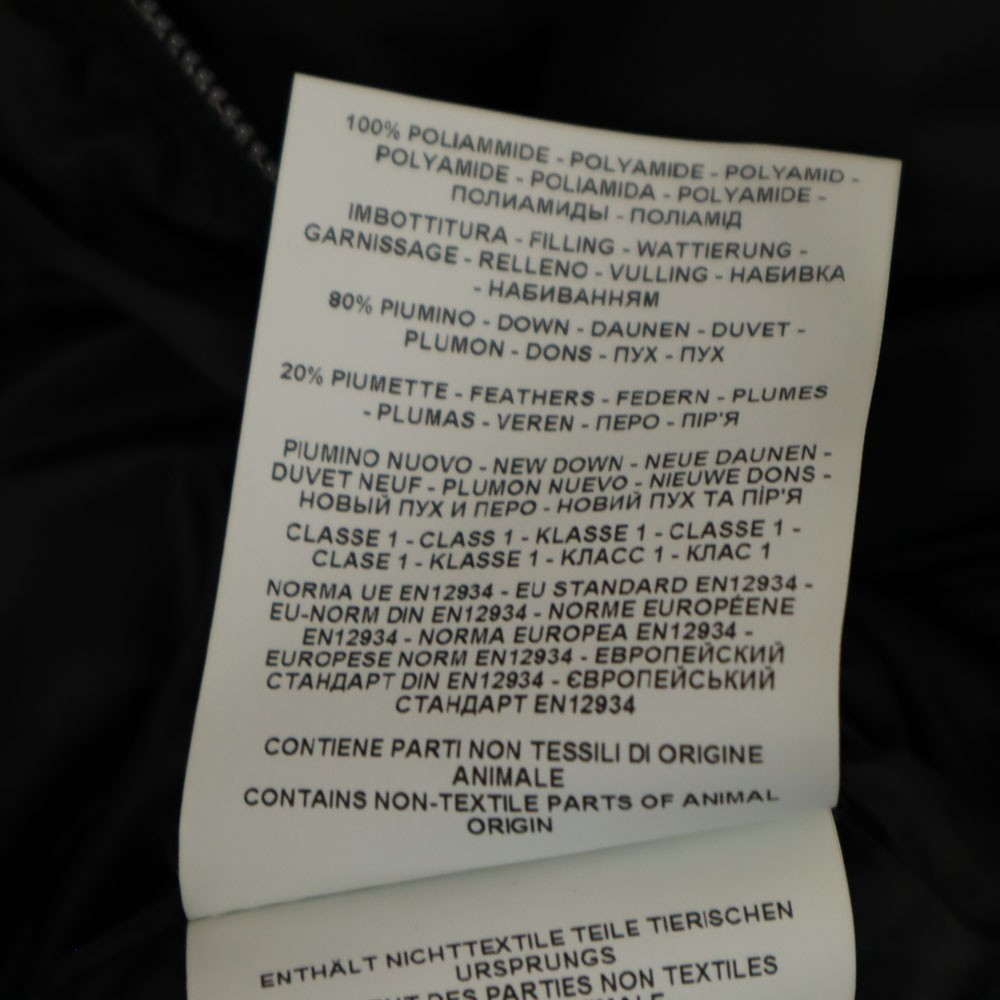 100% POLIAMMIDE - POLYAMIDE - POLYAMID -
POLYAMIDE - POLIAMIDA - POLYAMIDE -
ПОЛИАМИДЫ - ПОЛІАМІД
IMBOTTITURA - FILLING - WATTIERUNG -
GARNISSAGE - RELLENO - VULLING - НАБИВКА
- НАБИВАННЯМ
80% PIUMINO - DOWN - DAUNEN - DUVET -
PLUMON - DONS - ПУХ - ПУХ
20% PIUMETTE - FEATHERS - FEDERN - PLUMES
- PLUMAS - VEREN - ПЕРО - ПІР'Я
PIUMINO NUOVO - NEW DOWN - NEUE DAUNEN -
DUVET NEUF - PLUMON NUEVO - NIEUWE DONS -
НОВЫЙ ПУХ И ПЕРО - НОВИЙ ПУХ ТА ПІР'Я
CLASSE 1 - CLASS 1 - KLASSE 1 - CLASSE 1 -
CLASE 1 - KLASSE 1 - КЛАСС 1 - КЛАС 1
NORMA UE EN12934 - EU STANDARD EN12934 -
EU-NORM DIN EN12934 - NORME EUROPÉENE
EN12934 - NORMA EUROPEA EN12934 -
EUROPESE NORM EN12934 - ЕВРОПЕЙСКИЙ
СТАНДАРТ DIN EN12934 - ЄВРОПЕЙСЬКИЙ
СТАНДАРТ EN12934
CONTIENE PARTI NON TESSILI DI ORIGINE
ANIMALE
CONTAINS NON-TEXTILE PARTS OF ANIMAL
ORIGIN
ENTHÄLT NICHTTEXTILE TEILE TIERISCHEN
URSPRUNGS
DES PARTIES NON TEXTILES